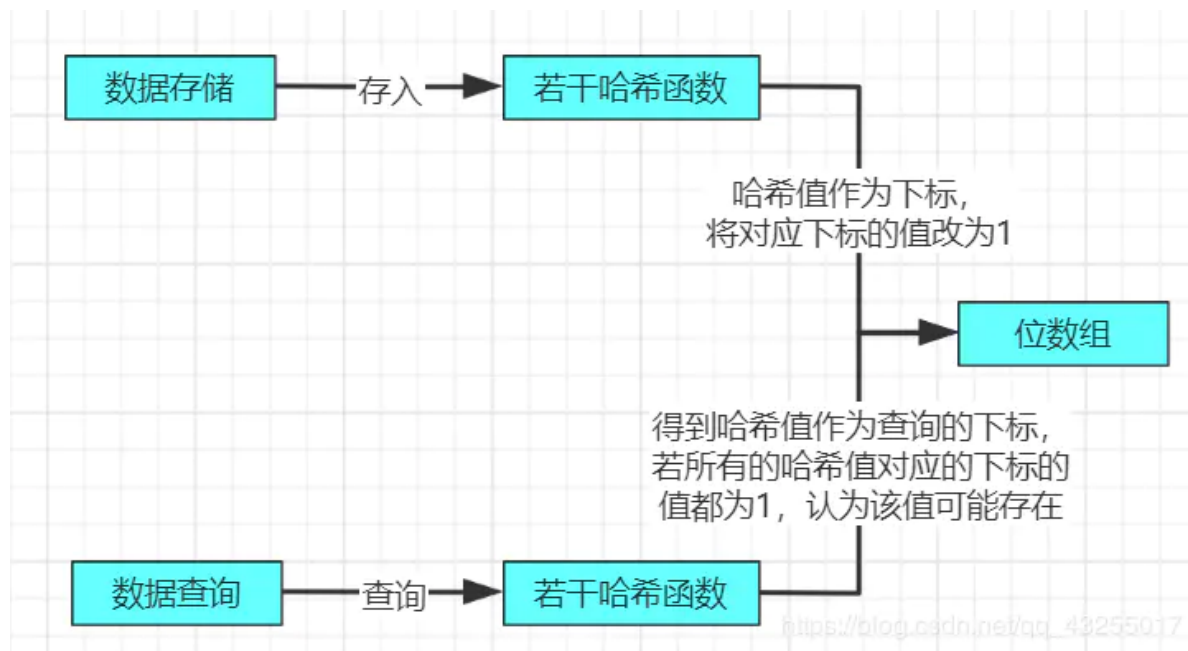 数据存储
存入
若干哈希函数
哈希值作为下标，
将对应下标的值改为1
位数组
得到哈希值作为查询的下标，
若所有的哈希值对应的下标的
值都为1，认为该值可能存在
数据查询
查询
若干哈希函数
https://blog.csdn.net/qq_43255017